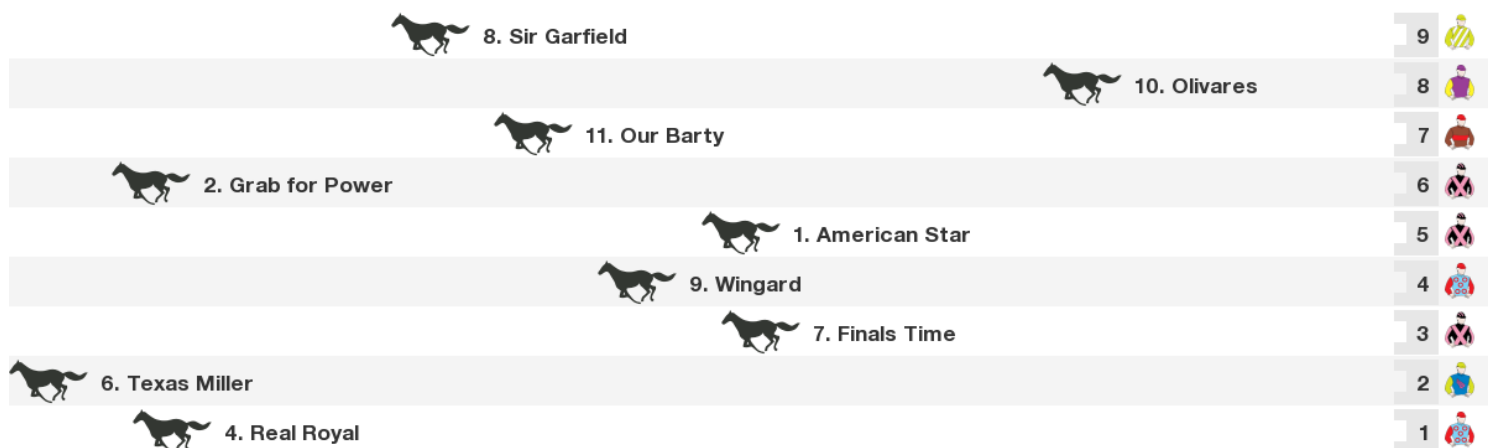 8. Sir Garfield 9
10. Olivares 8
11. Our Barty 7
2. Grab for Power 6
1. American Star 5
9. Wingard 4
7. Finals Time 3
6. Texas Miller 2
4. Real Royal 1